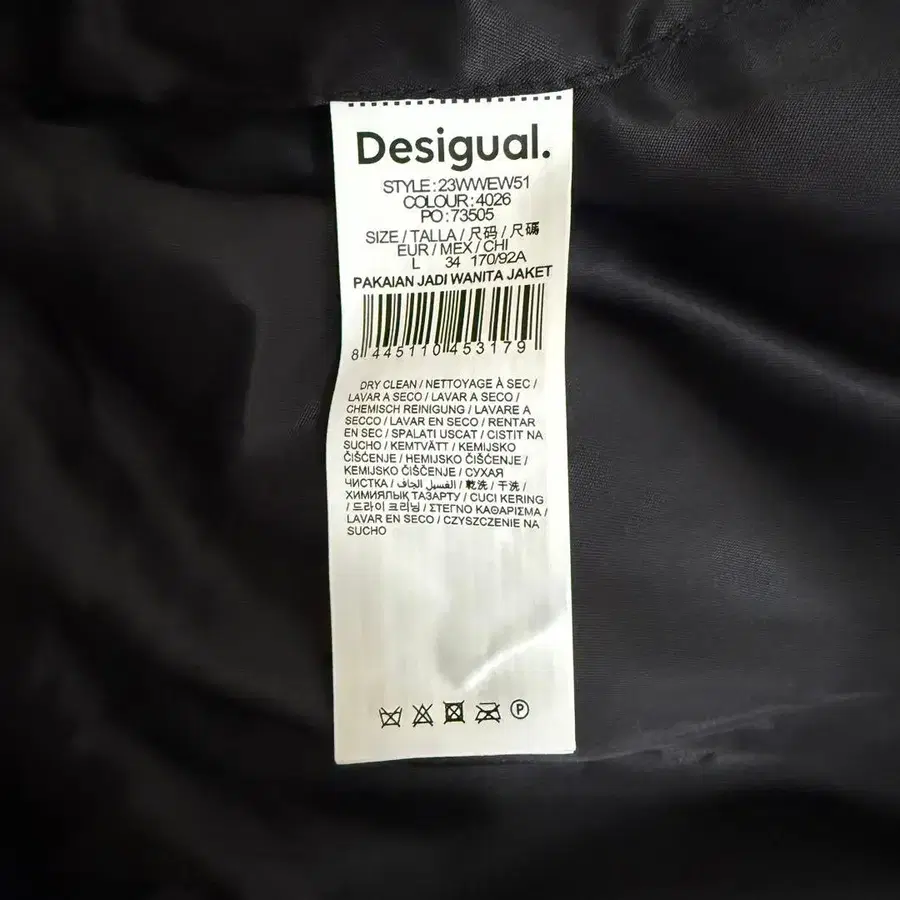 Desigual.
STYLE:23WWEW51
COLOUR:4026
PO:73505
SIZE / TALLA / 尺码 / 尺碼
EUR / MEX / CHI
L 34 170/92A
PAKAIAN JADI WANITA JAKET
8 445110 453179
DRY CLEAN / NETTOYAGE À SEC /
LAVAR A SECO / LAVAR A SECO /
CHEMISCH REINIGUNG / LAVARE A
SECCO / LAVAR EN SECO / RENTAR
EN SEC / SPALATI USCAT / CISTIT NA
SUCHO / KEMTVÄTT / KEMIJSKO
ČIŠČENJE / HEMIJSKO ČIŠĆENJE /
KEMIJSKO ČIŠĆENJE / СУХАЯ
ЧИСТКА / الغسيل الجاف / 乾洗 / 干洗 /
ХИМИЯЛЫҚ ТАЗАРТУ / CUCI KERING
/ 드라이 크리닝 / ΣΤΕΓΝΟ ΚΑΘΑΡΙΣΜΑ /
LAVAR EN SECO / CZYSZCZENIE NA
SUCHO
P